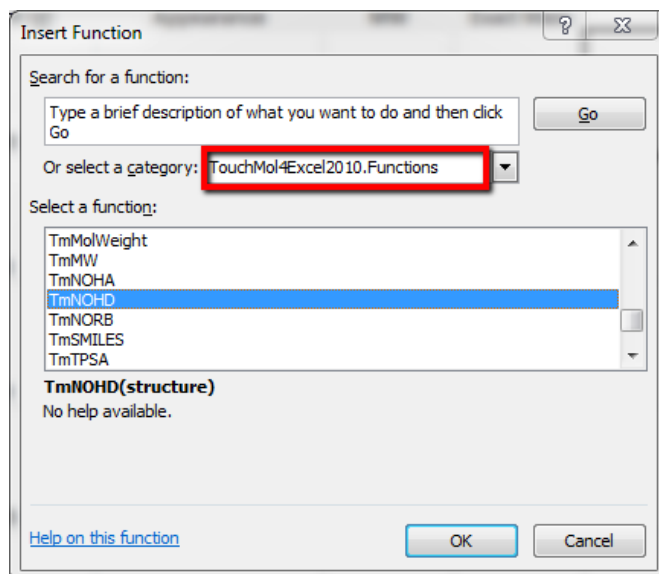 Insert Function
Search for a function:
Type a brief description of what you want to do and then click
Go
Go
Or select a category: TouchMol4Excel2010.Functions
Select a function:
TmMolWeight
TmMW
TmNOHA
TmNOHD
TmNORB
TmSMILES
TmTPSA
TmNOHD(structure)
No help available.
Help on this function
OK
Cancel